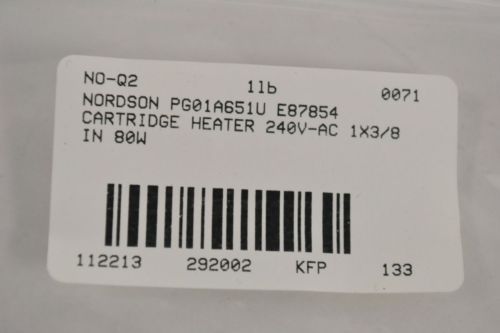 NO-Q2 1lb 0071
NORDSON PG01A651U E87854
CARTRIDGE HEATER 240V-AC 1X3/8
IN 80W
112213 292002 KFP 133